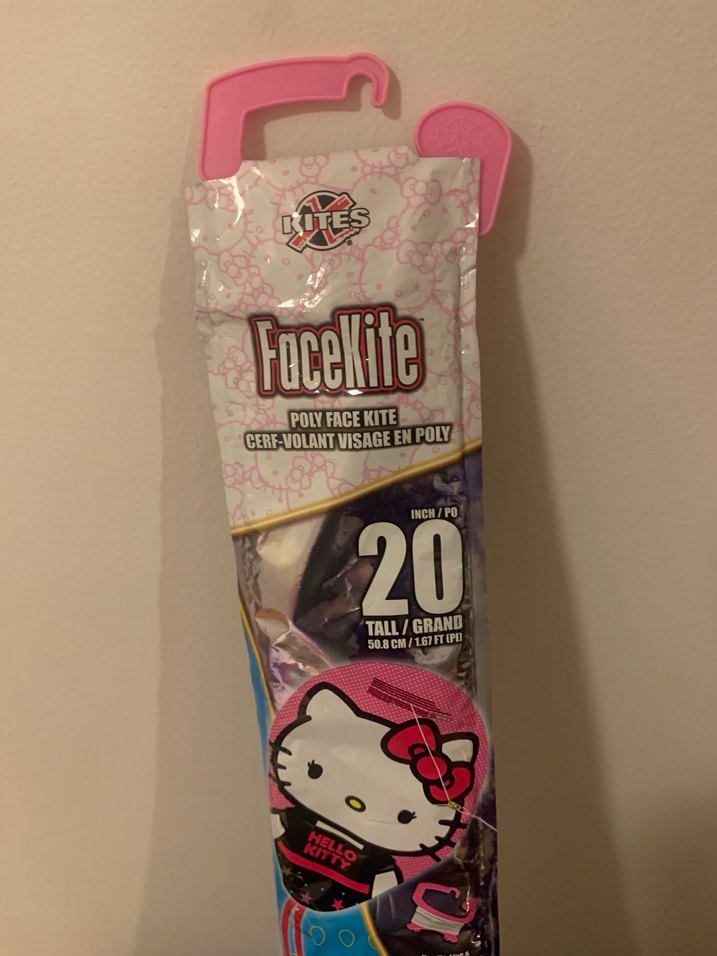 KITES
FaceKite™
POLY FACE KITE
CERF-VOLANT VISAGE EN POLY
INCH / PO
20
TALL / GRAND
50.8 CM / 1.67 FT (PI)
HELLO
KITTY